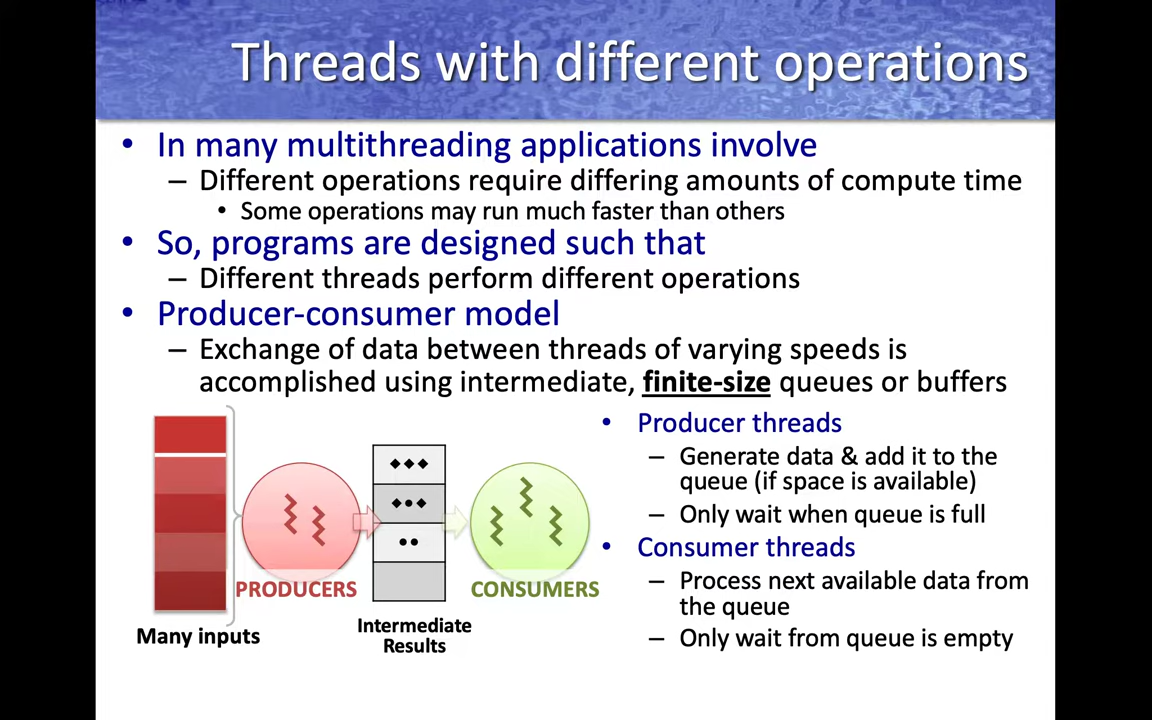 Threads with different operations
• In many multithreading applications involve
– Different operations require differing amounts of compute time
• Some operations may run much faster than others
• So, programs are designed such that
– Different threads perform different operations
• Producer-consumer model
– Exchange of data between threads of varying speeds is
accomplished using intermediate, finite-size queues or buffers
Many inputs
PRODUCERS
Intermediate
Results
CONSUMERS
• Producer threads
– Generate data & add it to the
queue (if space is available)
– Only wait when queue is full
• Consumer threads
– Process next available data from
the queue
– Only wait from queue is empty